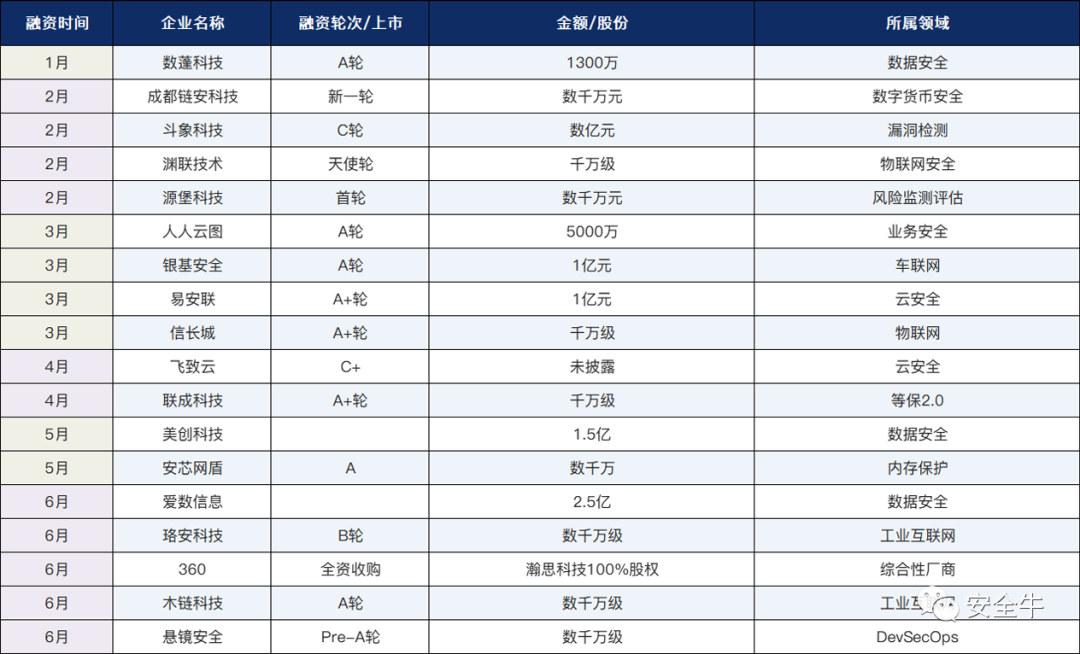 融资时间 企业名称 融资轮次/上市 金额/股份 所属领域
1月 数蓬科技 A轮 1300万 数据安全
2月 成都链安科技 新一轮 数千万元 数字货币安全
2月 斗象科技 C轮 数亿元 漏洞检测
2月 渊联技术 天使轮 千万级 物联网安全
2月 源堡科技 首轮 数千万元 风险监测评估
3月 人人云图 A轮 5000万 业务安全
3月 银基安全 A轮 1亿元 车联网
3月 易安联 A+轮 1亿元 云安全
3月 信长城 A+轮 千万级 物联网
4月 飞致云 C+ 未披露 云安全
4月 联成科技 A+轮 千万级 等保2.0
5月 美创科技 1.5亿 数据安全
5月 安芯网盾 A 数千万 内存保护
6月 爱数信息 2.5亿 数据安全
6月 珞安科技 B轮 数千万级 工业互联网
6月 360 全资收购 瀚思科技100%股权 综合性厂商
6月 木链科技 A轮 数千万级 工业互
安全牛
6月 悬镜安全 Pre-A轮 数千万级 DevSecOps